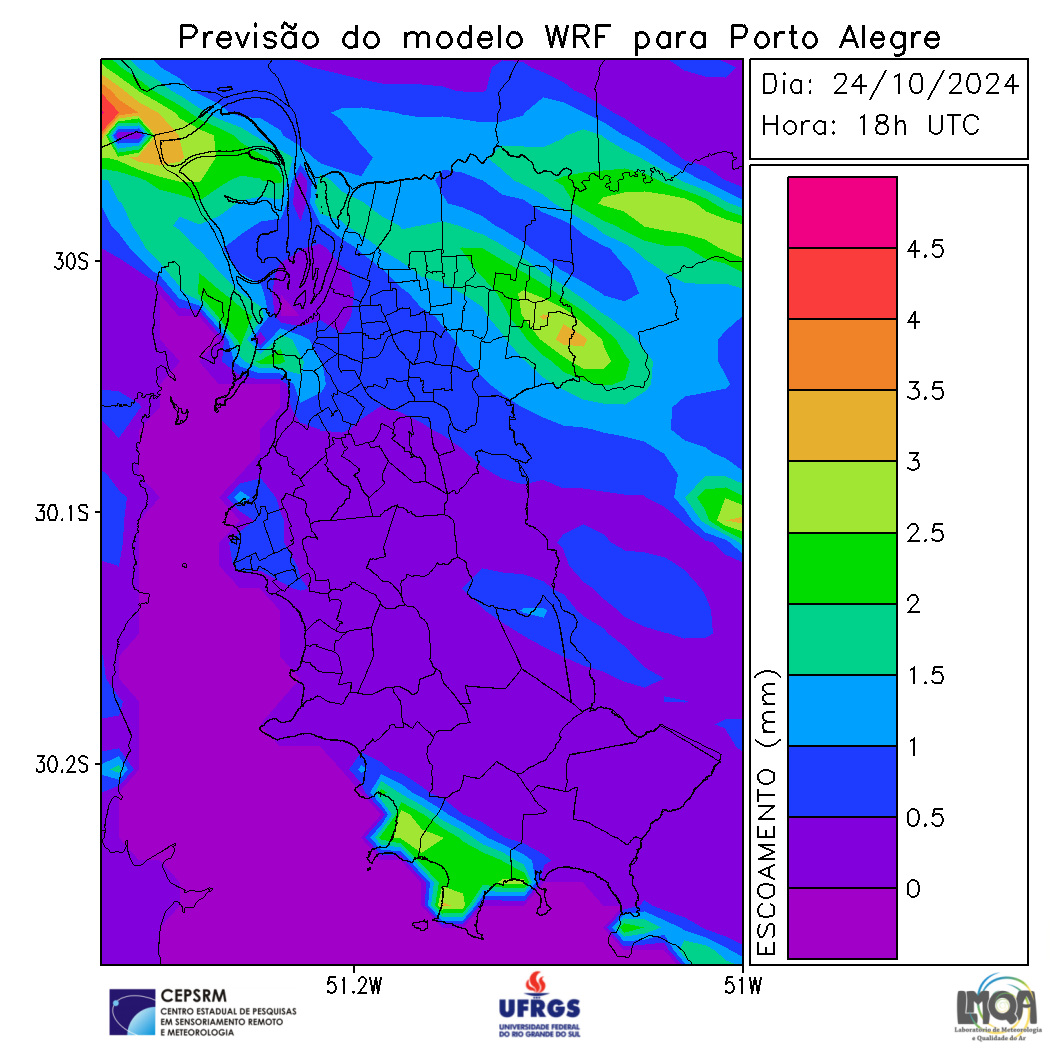 Previsão do modelo WRF para Porto Alegre
Dia: 24/10/2024
Hora: 18h UTC
4.5
4
3.5
3
2.5
2
1.5
1
0.5
0
ESCOAMENTO (mm)
30S
30.1S
30.2S
51.2W
51W
CEPSRM
CENTRO ESTADUAL DE PESQUISAS
EM SENSORIAMENTO REMOTO
E METEOROLOGIA
UFRGS
UNIVERSIDADE FEDERAL
DO RIO GRANDE DO SUL
LMQA
Laboratório de Meteorologia
e Qualidade do Ar